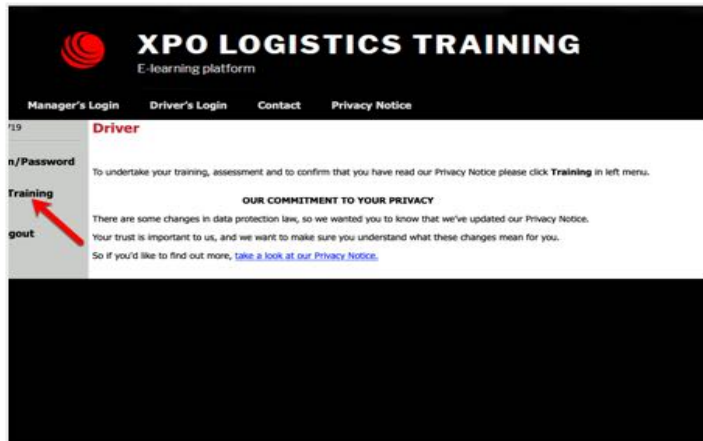 XPO LOGISTICS TRAINING
E-learning platform
Manager's Login Driver's Login Contact Privacy Notice
/19
Driver
n/Password
To undertake your training, assessment and to confirm that you have read our Privacy Notice please click Training in left menu.
Training
OUR COMMITMENT TO YOUR PRIVACY
There are some changes in data protection law, so we wanted you to know that we've updated our Privacy Notice.
gout
Your trust is important to us, and we want to make sure you understand what these changes mean for you.
So if you'd like to find out more, take a look at our Privacy Notice.